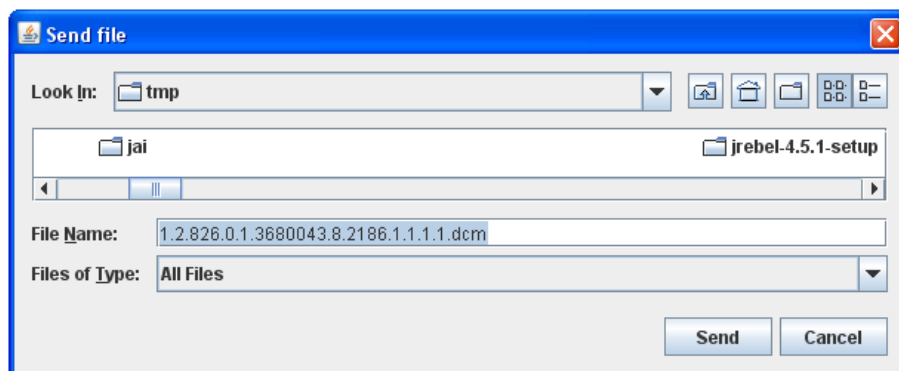 Send file
Look In: tmp
jai jrebel-4.5.1-setup
File Name: 1.2.826.0.1.3680043.8.2186.1.1.1.1.dcm
Files of Type: All Files
Send Cancel